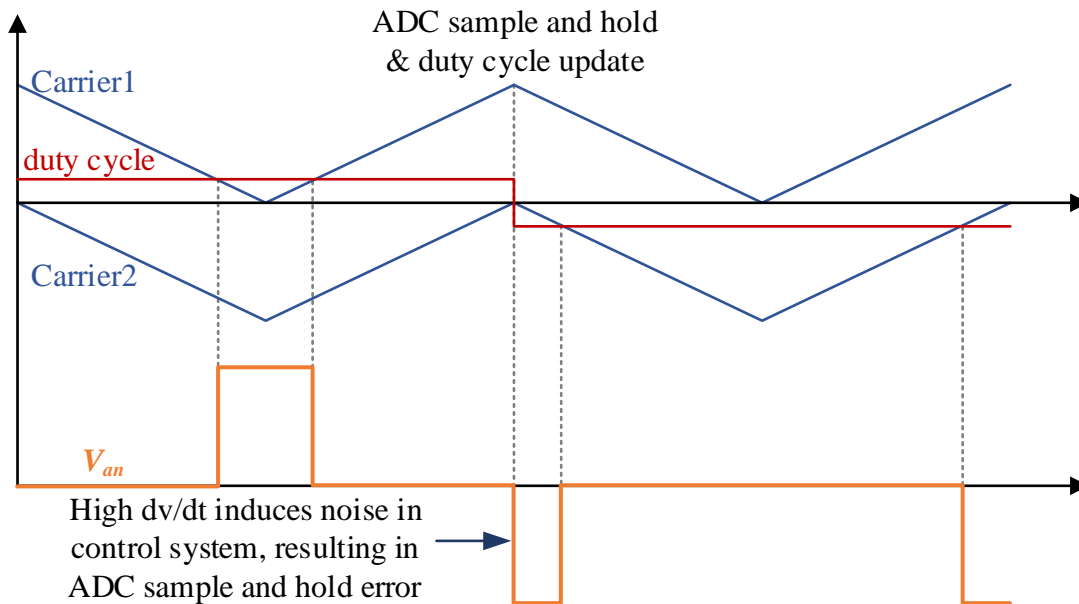 ADC sample and hold
& duty cycle update
Carrier1
duty cycle
Carrier2
Van
High dv/dt induces noise in
control system, resulting in
ADC sample and hold error